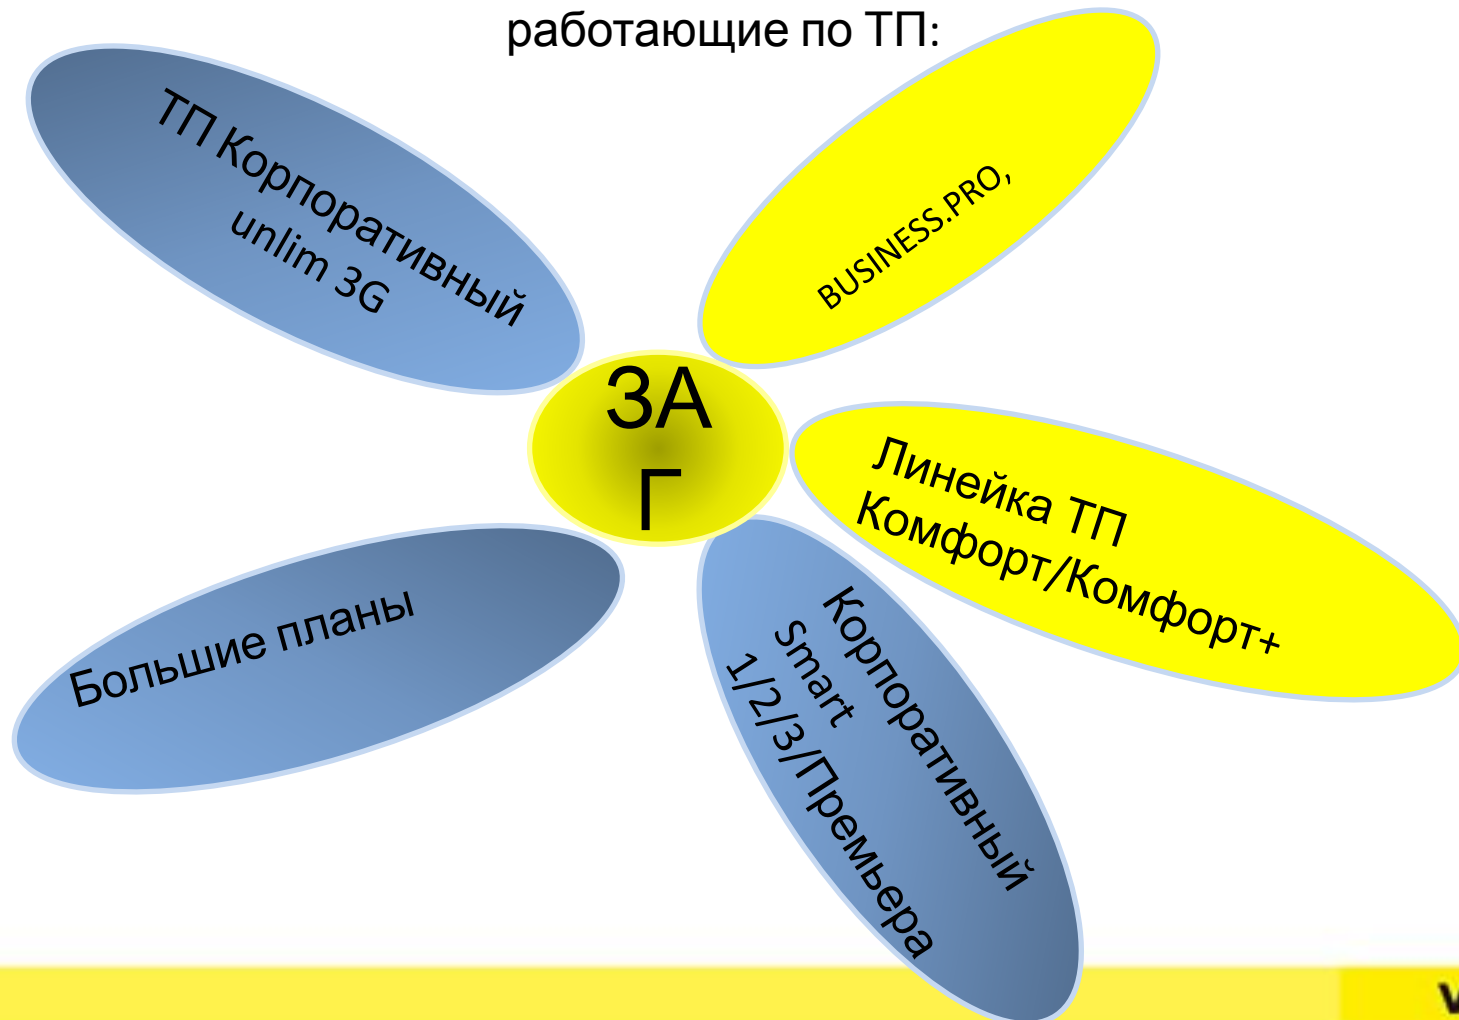 работающие по ТП:
ТП Корпоративный
unlim 3G
BUSINESS.PRO,
ЗА
Г
Линейка ТП
Комфорт/Комфорт+
Большие планы
Корпоративный
Smart
1/2/3/Премьера